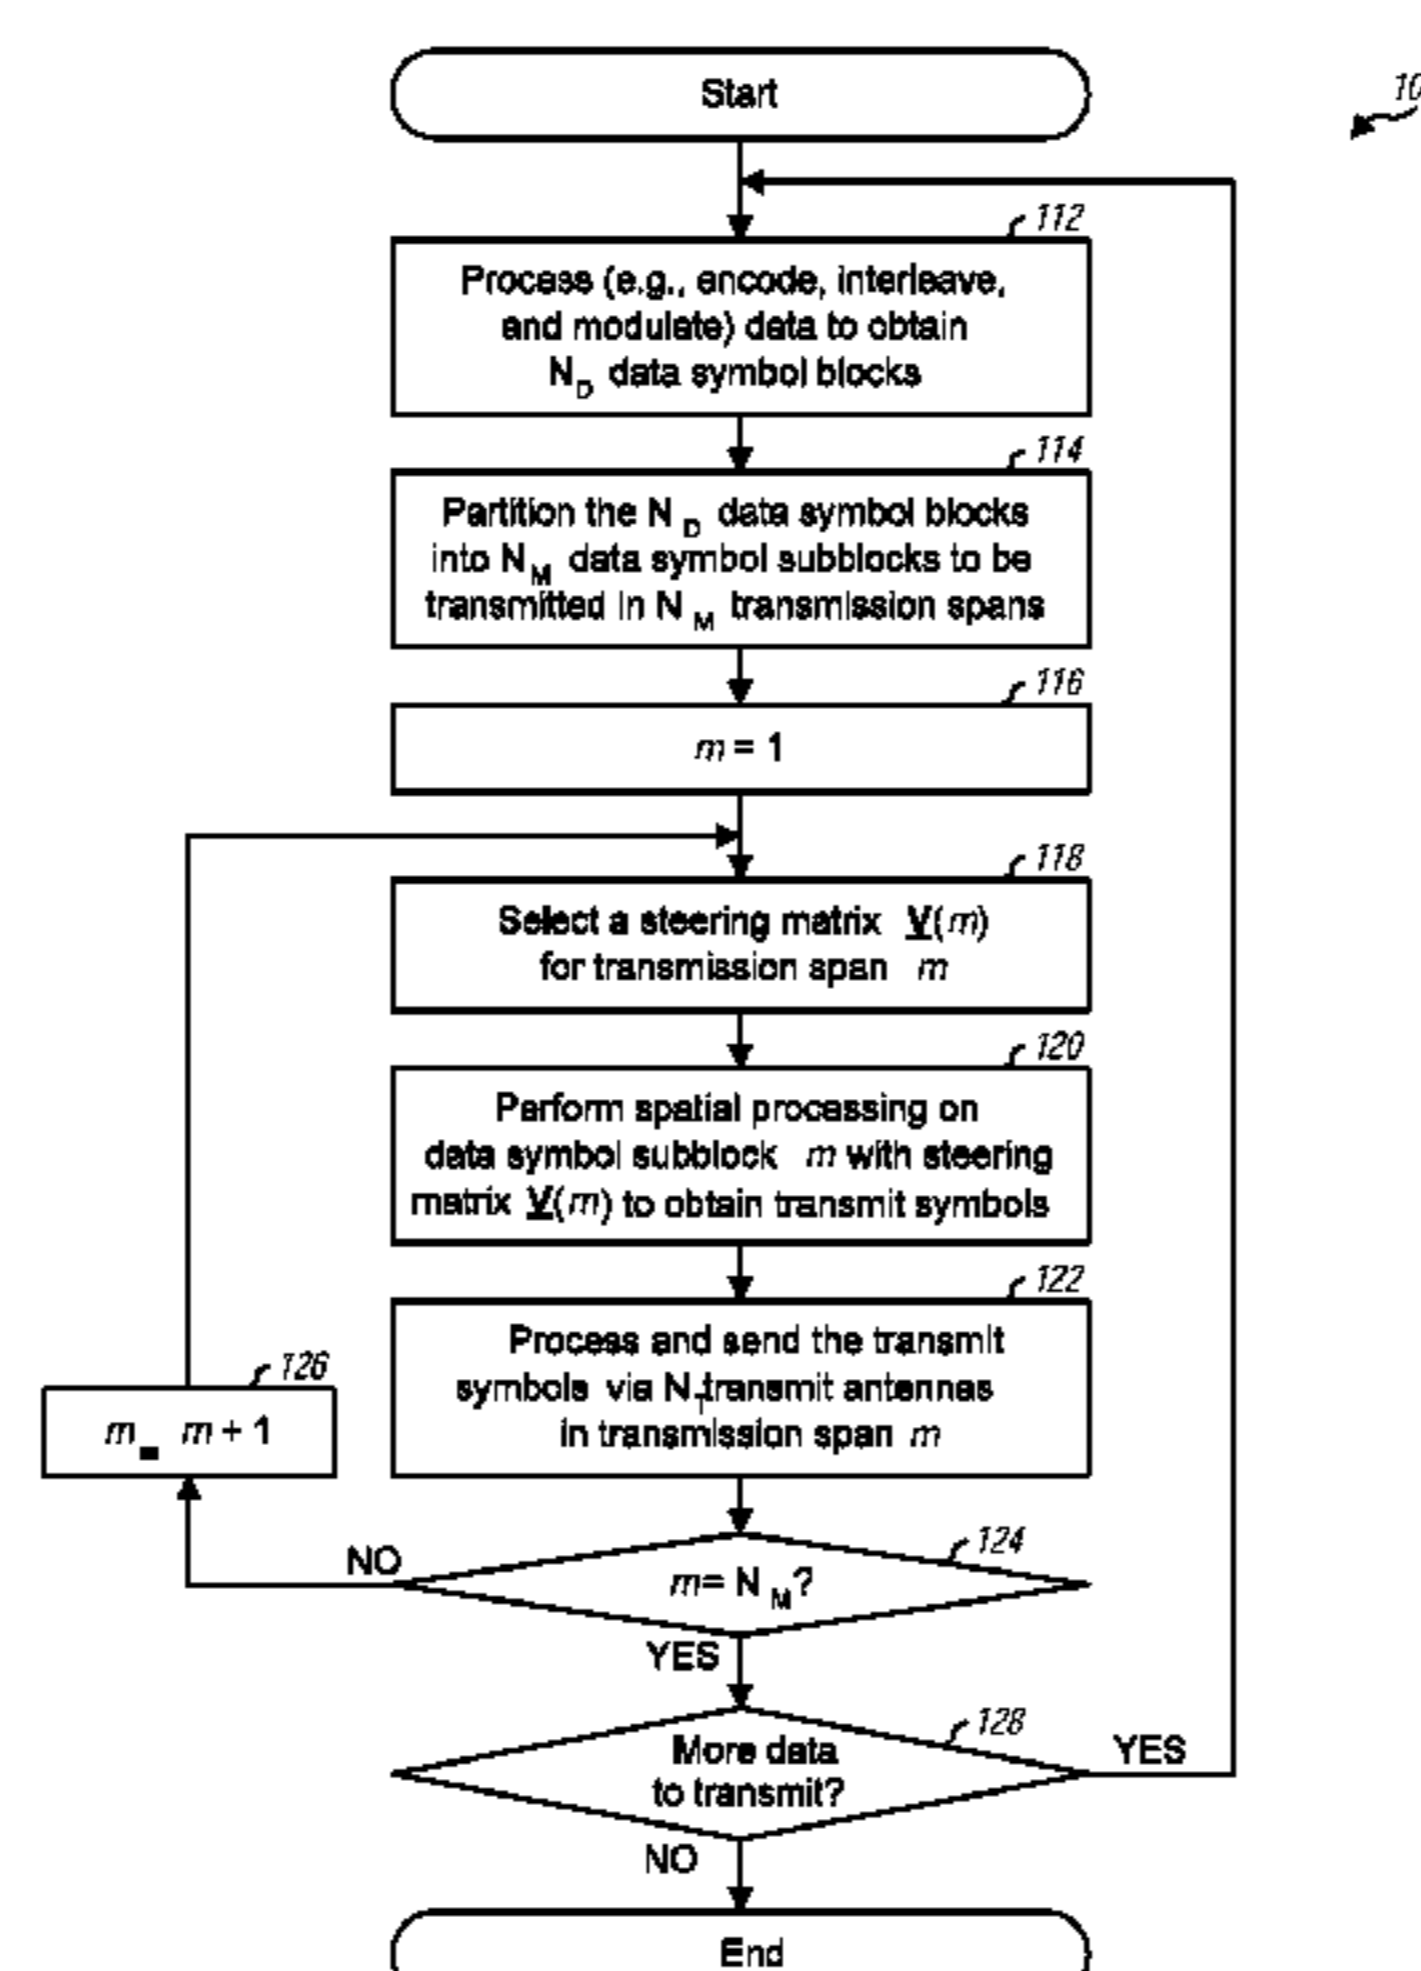 Start
10
112
Process (e.g., encode, interleave,
and modulate) data to obtain
N_D data symbol blocks
114
Partition the N_D data symbol blocks
into N_M data symbol subblocks to be
transmitted in N_M transmission spans
116
m = 1
118
Select a steering matrix V(m)
for transmission span m
120
Perform spatial processing on
data symbol subblock m with steering
matrix V(m) to obtain transmit symbols
122
Process and send the transmit
symbols via N_T transmit antennas
in transmission span m
126
m = m + 1
124
NO
m = N_M?
YES
128
More data
to transmit?
YES
NO
End